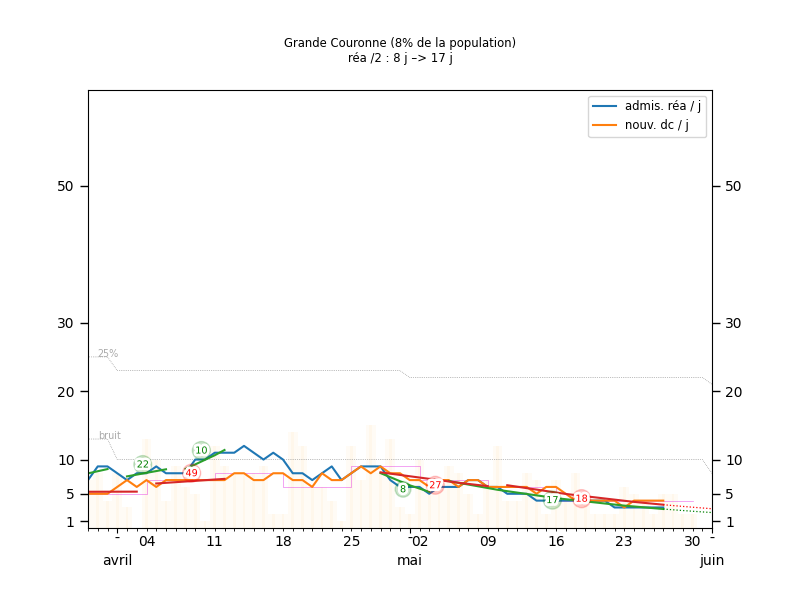 Grande Couronne (8% de la population)
réa /2 : 8 j –> 17 j
admis. réa / j
nouv. dc / j
50 50
30 30
25%
20 20
bruit
10 10 10
22
49
27
8
17 18
5 5
1 1
- 04 11 18 25 -02 09 16 23 30 -
avril mai juin